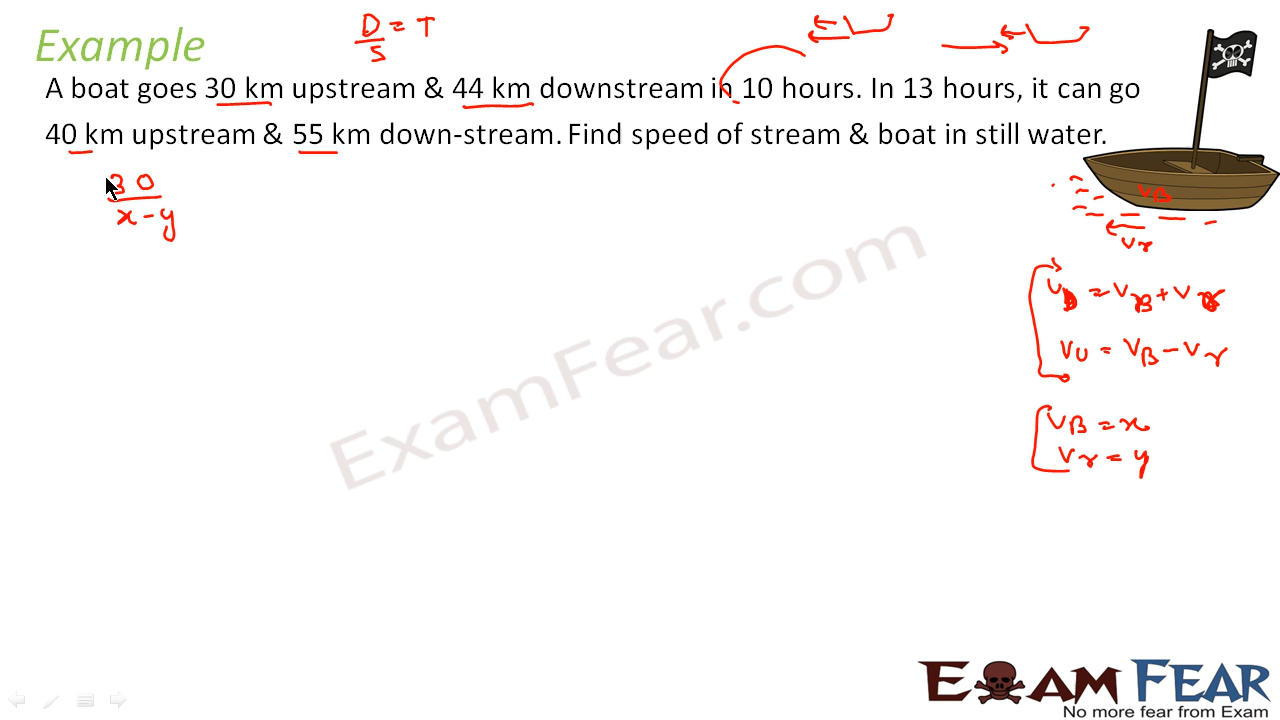 Example
D/S = T
A boat goes 30 km upstream & 44 km downstream in 10 hours. In 13 hours, it can go
40 km upstream & 55 km down-stream. Find speed of stream & boat in still water.
30
x - y
VB
Vr
= VB + V
VU = VB - Vr
VB = x
Vr = y
ExamFear.com
EXAM FEAR
No more fear from Exam